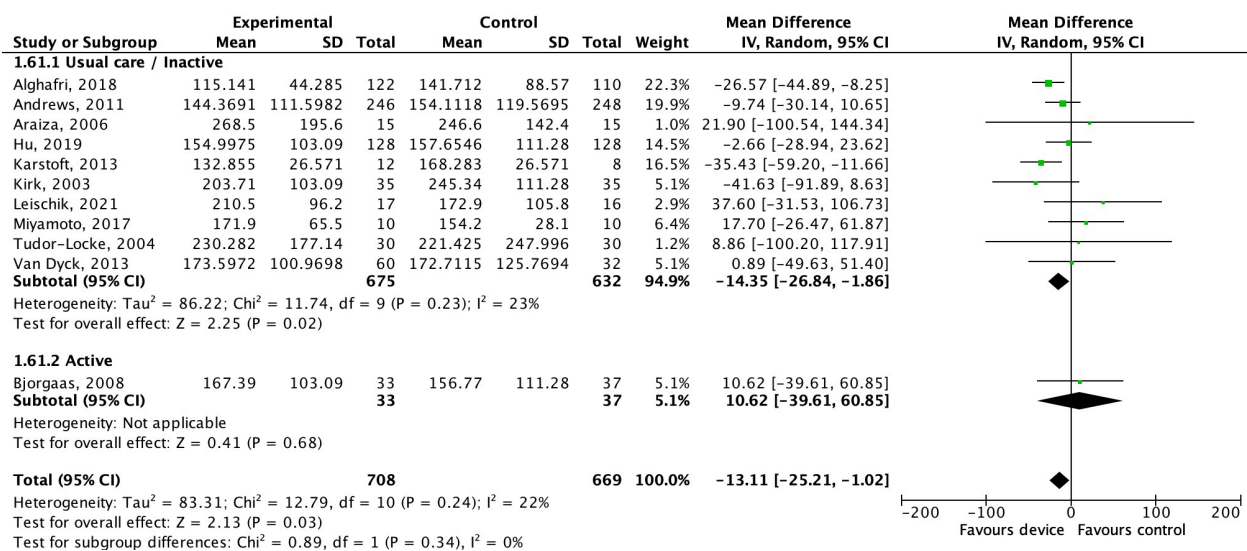 Experimental Control Mean Difference Mean Difference
Study or Subgroup Mean SD Total Mean SD Total Weight IV, Random, 95% CI IV, Random, 95% CI
1.61.1 Usual care / Inactive
Alghafri, 2018 115.141 44.285 122 141.712 88.57 110 22.3% −26.57 [−44.89, −8.25]
Andrews, 2011 144.3691 111.5982 246 154.1118 119.5695 248 19.9% −9.74 [−30.14, 10.65]
Araiza, 2006 268.5 195.6 15 246.6 142.4 15 1.0% 21.90 [−100.54, 144.34]
Hu, 2019 154.9975 103.09 128 157.6546 111.28 128 14.5% −2.66 [−28.94, 23.62]
Karstoft, 2013 132.855 26.571 12 168.283 26.571 8 16.5% −35.43 [−59.20, −11.66]
Kirk, 2003 203.71 103.09 35 245.34 111.28 35 5.1% −41.63 [−91.89, 8.63]
Leischik, 2021 210.5 96.2 17 172.9 105.8 16 2.9% 37.60 [−31.53, 106.73]
Miyamoto, 2017 171.9 65.5 10 154.2 28.1 10 6.4% 17.70 [−26.47, 61.87]
Tudor-Locke, 2004 230.282 177.14 30 221.425 247.996 30 1.2% 8.86 [−100.20, 117.91]
Van Dyck, 2013 173.5972 100.9698 60 172.7115 125.7694 32 5.1% 0.89 [−49.63, 51.40]
Subtotal (95% CI) 675 632 94.9% −14.35 [−26.84, −1.86]
Heterogeneity: Tau² = 86.22; Chi² = 11.74, df = 9 (P = 0.23); I² = 23%
Test for overall effect: Z = 2.25 (P = 0.02)
1.61.2 Active
Bjorgaas, 2008 167.39 103.09 33 156.77 111.28 37 5.1% 10.62 [−39.61, 60.85]
Subtotal (95% CI) 33 37 5.1% 10.62 [−39.61, 60.85]
Heterogeneity: Not applicable
Test for overall effect: Z = 0.41 (P = 0.68)
Total (95% CI) 708 669 100.0% −13.11 [−25.21, −1.02]
Heterogeneity: Tau² = 83.31; Chi² = 12.79, df = 10 (P = 0.24); I² = 22%
Test for overall effect: Z = 2.13 (P = 0.03)
Test for subgroup differences: Chi² = 0.89, df = 1 (P = 0.34), I² = 0%
−200 −100 0 100 200
Favours device Favours control